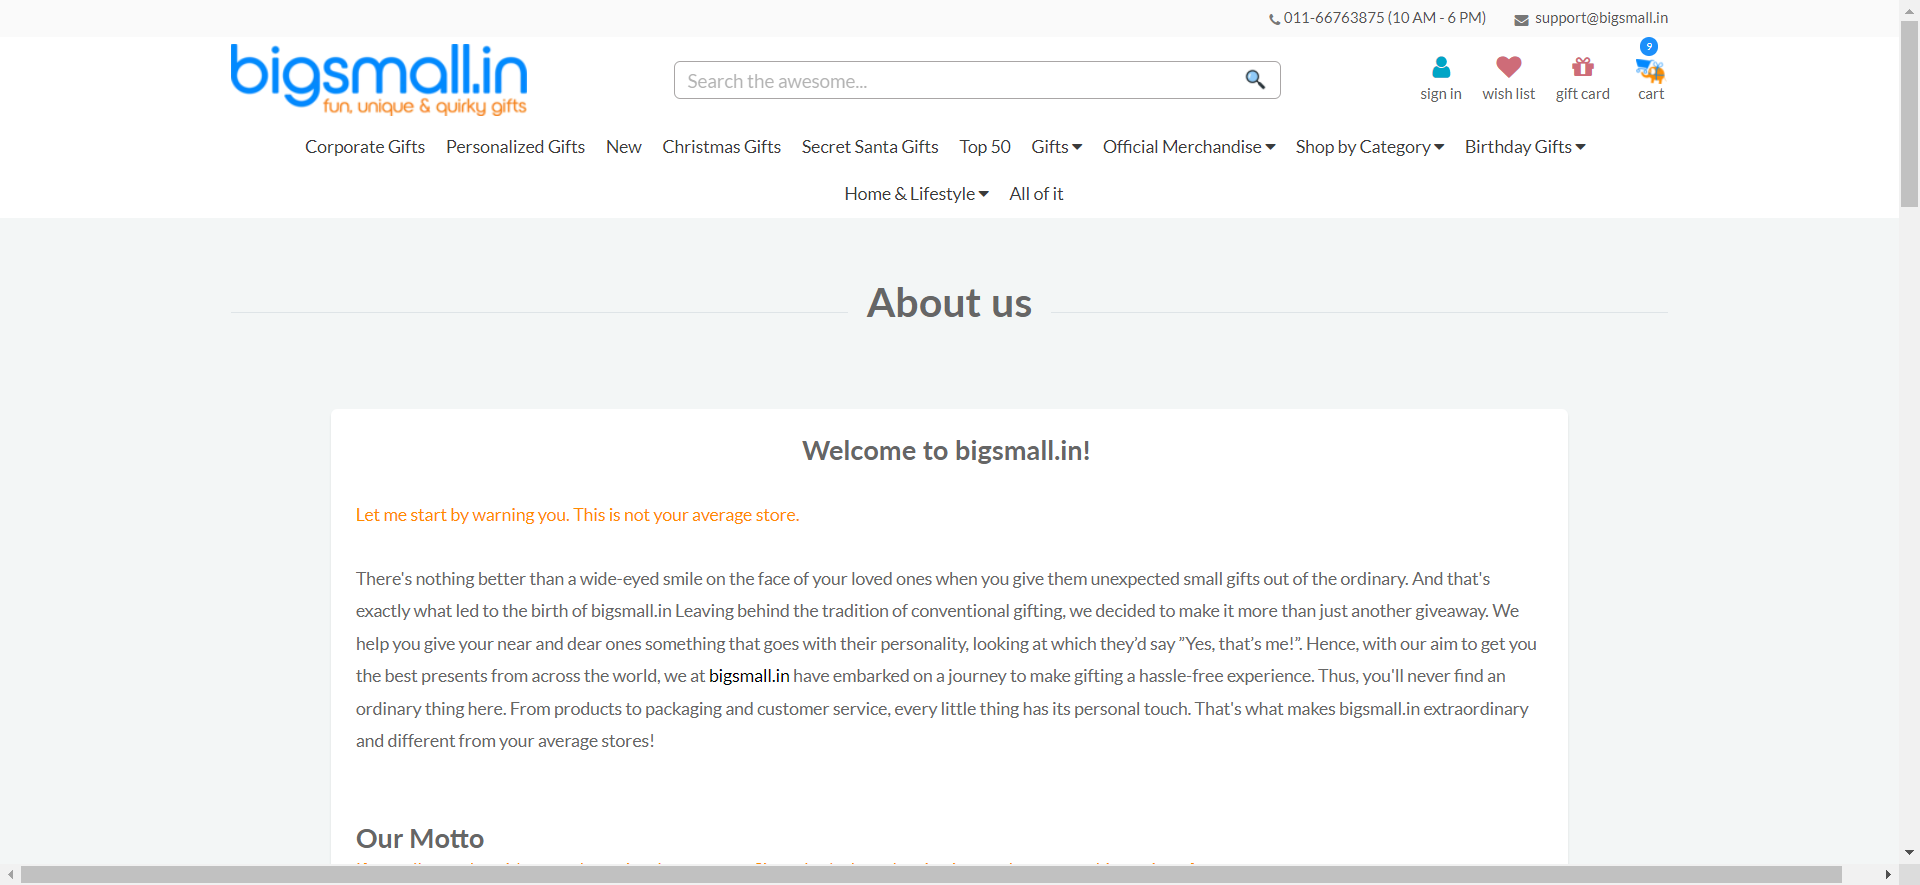 011-66763875 (10 AM - 6 PM) support@bigsmall.in
bigsmall.in
fun, unique & quirky gifts
Search the awesome...
9
sign in wish list gift card cart
Corporate Gifts Personalized Gifts New Christmas Gifts Secret Santa Gifts Top 50 Gifts Official Merchandise Shop by Category Birthday Gifts
Home & Lifestyle All of it
About us
Welcome to bigsmall.in!
Let me start by warning you. This is not your average store.
There's nothing better than a wide-eyed smile on the face of your loved ones when you give them unexpected small gifts out of the ordinary. And that's
exactly what led to the birth of bigsmall.in Leaving behind the tradition of conventional gifting, we decided to make it more than just another giveaway. We
help you give your near and dear ones something that goes with their personality, looking at which they’d say ”Yes, that’s me!”. Hence, with our aim to get you
the best presents from across the world, we at bigsmall.in have embarked on a journey to make gifting a hassle-free experience. Thus, you'll never find an
ordinary thing here. From products to packaging and customer service, every little thing has its personal touch. That's what makes bigsmall.in extraordinary
and different from your average stores!
Our Motto